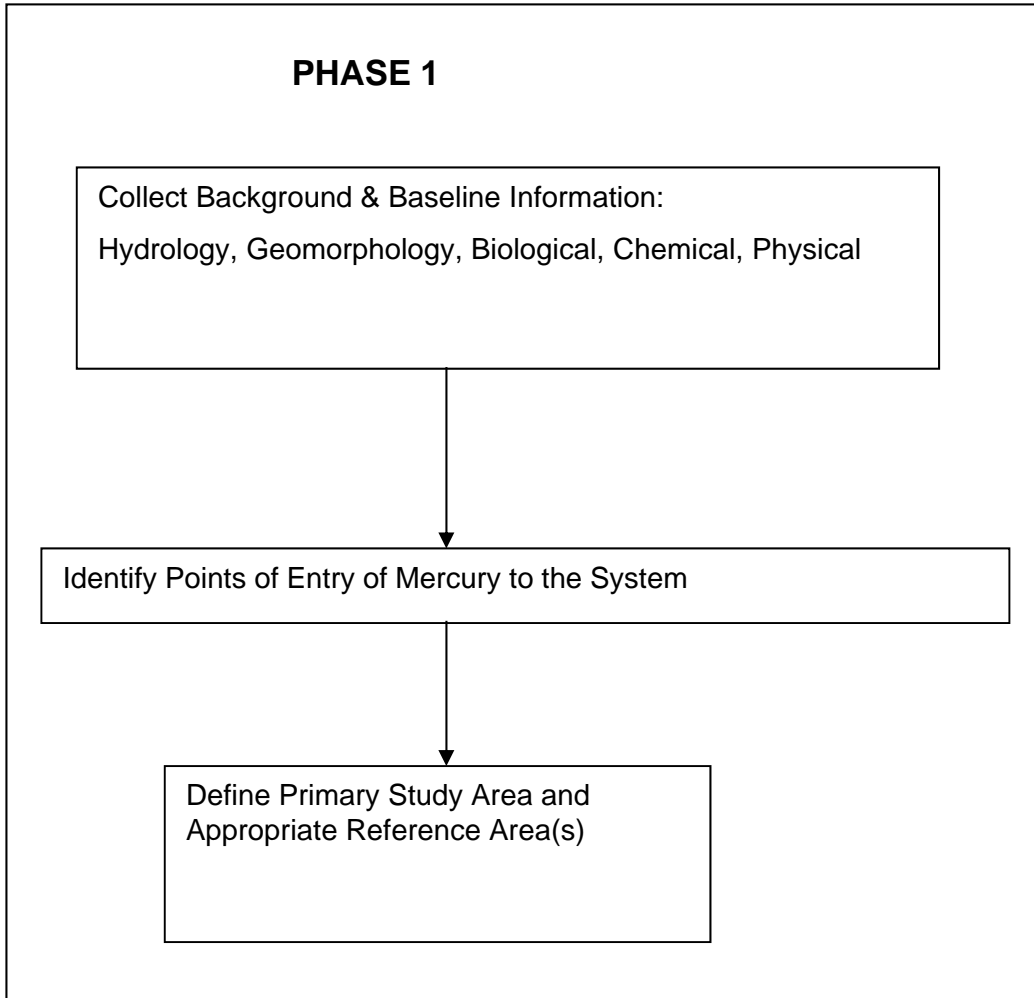 PHASE 1
Collect Background & Baseline Information:
Hydrology, Geomorphology, Biological, Chemical, Physical
Identify Points of Entry of Mercury to the System
Define Primary Study Area and
Appropriate Reference Area(s)